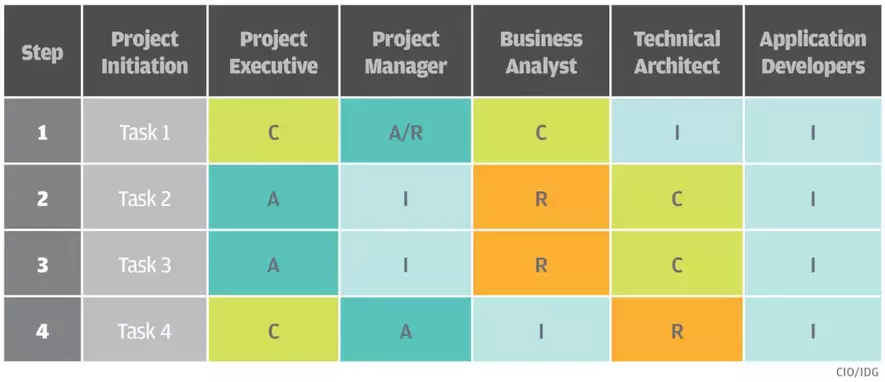 Step Project Initiation Project Executive Project Manager Business Analyst Technical Architect Application Developers
1 Task 1 C A/R C I I
2 Task 2 A I R C I
3 Task 3 A I R C I
4 Task 4 C A I R I
CIO/IDG